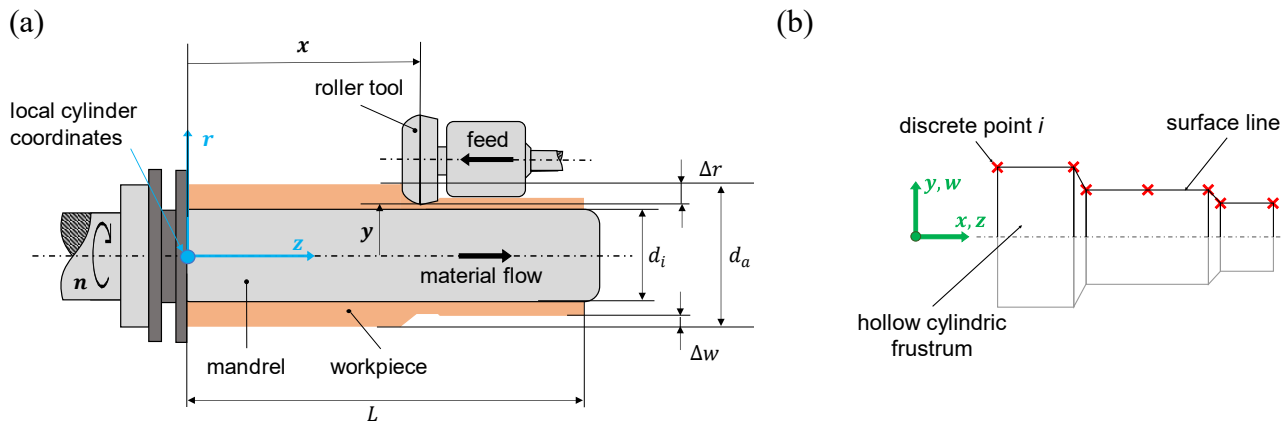 (a)
x
roller tool
local cylinder
coordinates
r
feed
Δr
y
z
n
material flow
d_i
d_a
mandrel
workpiece
Δw
L
(b)
discrete point i
surface line
y, w
x, z
hollow cylindric
frustrum